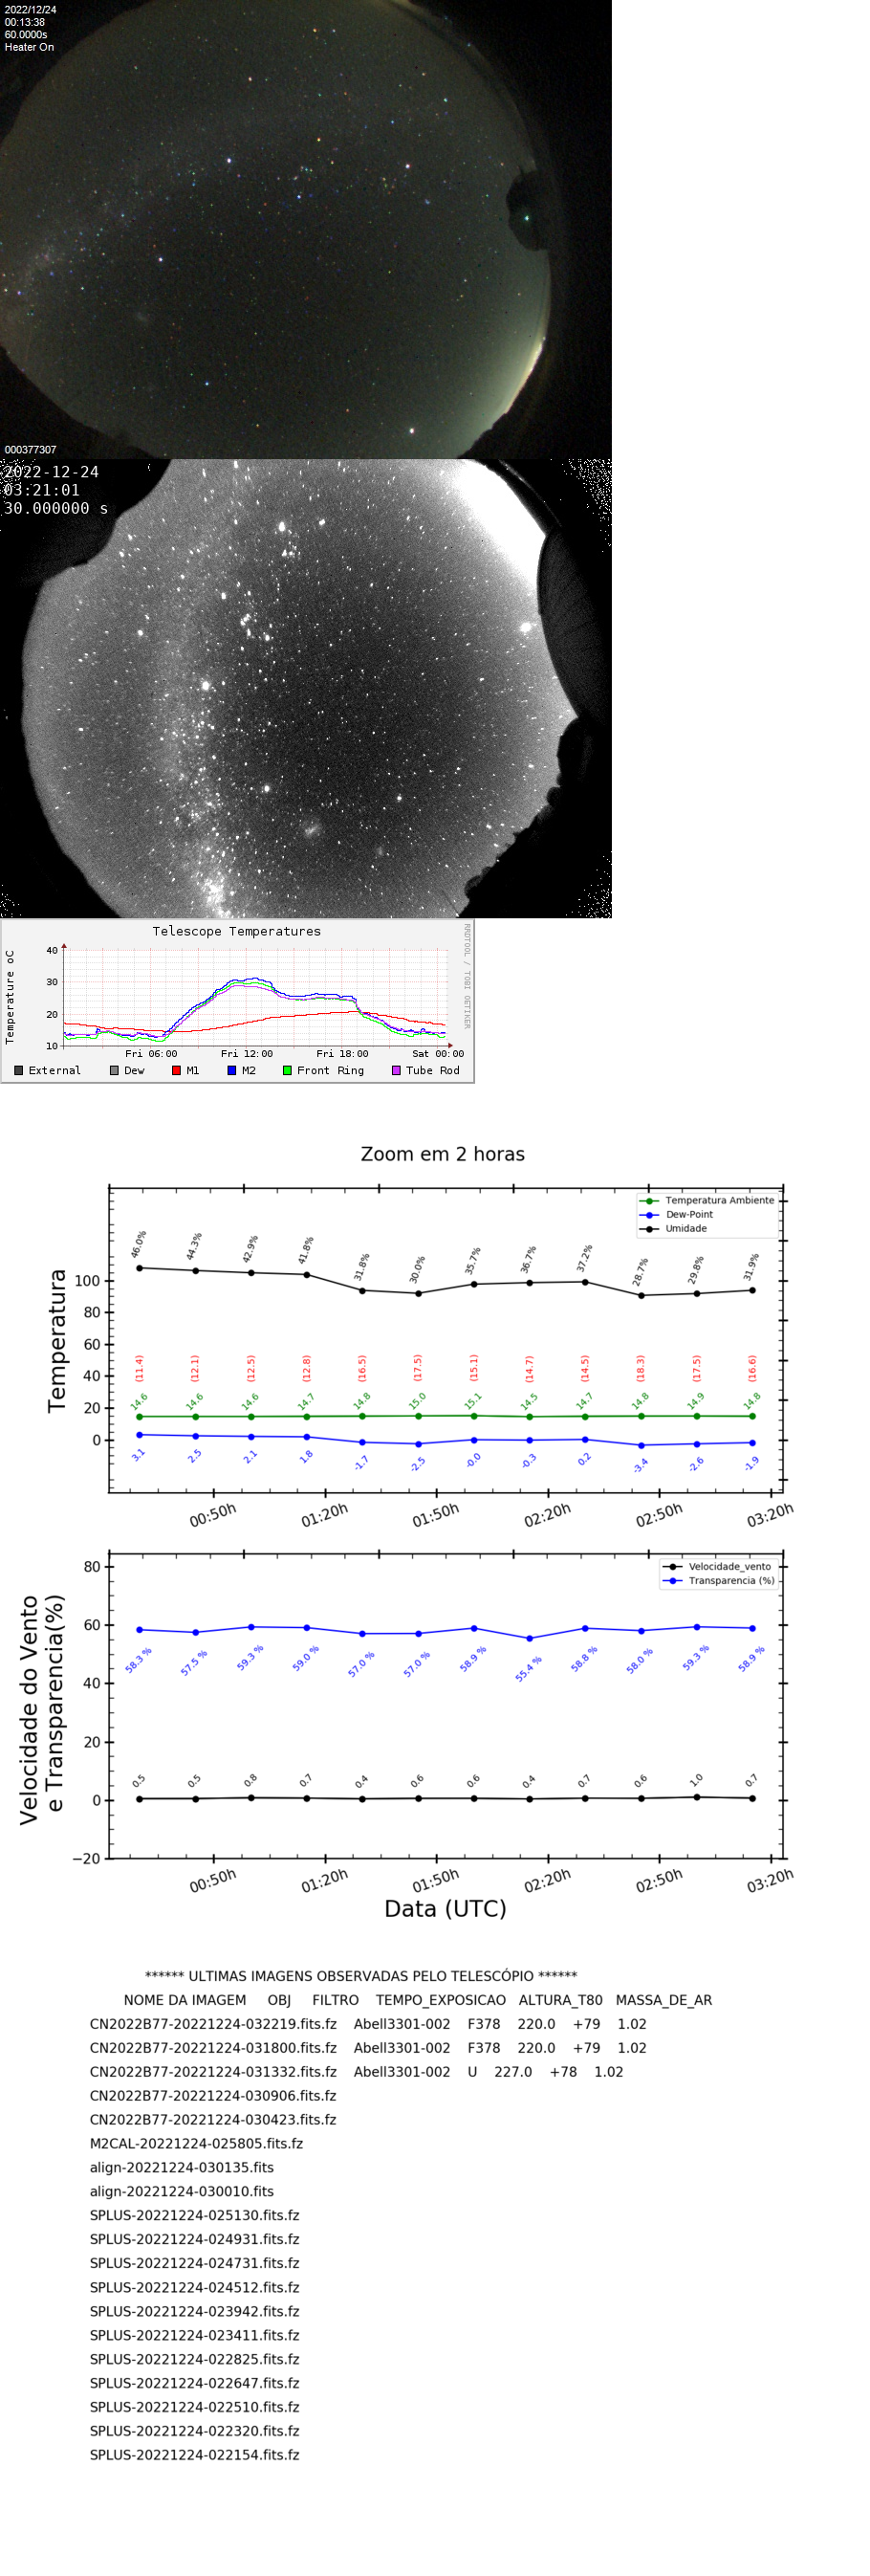 2022/12/24
00:13:38
60.0000s
Heater On
000377307
2022-12-24
03:21:01
30.000000 s
Telescope Temperatures
RRDTOOL / TOBI OETIKER
Temperature oC
40
30
20
10
Fri 06:00 Fri 12:00 Fri 18:00 Sat 00:00
External Dew M1 M2 Front Ring Tube Rod
Zoom em 2 horas
Temperatura Ambiente
Dew-Point
Umidade
Temperatura
100
80
60
40
20
0
46.0% 44.3% 42.9% 41.8% 31.8% 30.0% 35.7% 36.7% 37.2% 28.7% 29.8% 31.9%
(11.4) (12.1) (12.5) (12.8) (16.5) (17.5) (15.1) (14.7) (14.5) (18.3) (17.5) (16.6)
14.6 14.6 14.6 14.7 14.8 15.0 15.1 14.5 14.7 14.8 14.9 14.8
3.1 2.5 2.1 1.8 -1.7 -2.5 -0.0 -0.3 0.2 -3.4 -2.6 -1.9
00:50h 01:20h 01:50h 02:20h 02:50h 03:20h
Velocidade_vento
Transparencia (%)
Velocidade do Vento
e Transparencia(%)
80
60
40
20
0
−20
58.3 % 57.5 % 59.3 % 59.0 % 57.0 % 57.0 % 58.9 % 55.4 % 58.8 % 58.0 % 59.3 % 58.9 %
0.5 0.5 0.8 0.7 0.4 0.6 0.6 0.4 0.7 0.6 1.0 0.7
00:50h 01:20h 01:50h 02:20h 02:50h 03:20h
Data (UTC)
****** ULTIMAS IMAGENS OBSERVADAS PELO TELESCÓPIO ******
NOME DA IMAGEM OBJ FILTRO TEMPO_EXPOSICAO ALTURA_T80 MASSA_DE_AR
CN2022B77-20221224-032219.fits.fz Abell3301-002 F378 220.0 +79 1.02
CN2022B77-20221224-031800.fits.fz Abell3301-002 F378 220.0 +79 1.02
CN2022B77-20221224-031332.fits.fz Abell3301-002 U 227.0 +78 1.02
CN2022B77-20221224-030906.fits.fz
CN2022B77-20221224-030423.fits.fz
M2CAL-20221224-025805.fits.fz
align-20221224-030135.fits
align-20221224-030010.fits
SPLUS-20221224-025130.fits.fz
SPLUS-20221224-024931.fits.fz
SPLUS-20221224-024731.fits.fz
SPLUS-20221224-024512.fits.fz
SPLUS-20221224-023942.fits.fz
SPLUS-20221224-023411.fits.fz
SPLUS-20221224-022825.fits.fz
SPLUS-20221224-022647.fits.fz
SPLUS-20221224-022510.fits.fz
SPLUS-20221224-022320.fits.fz
SPLUS-20221224-022154.fits.fz